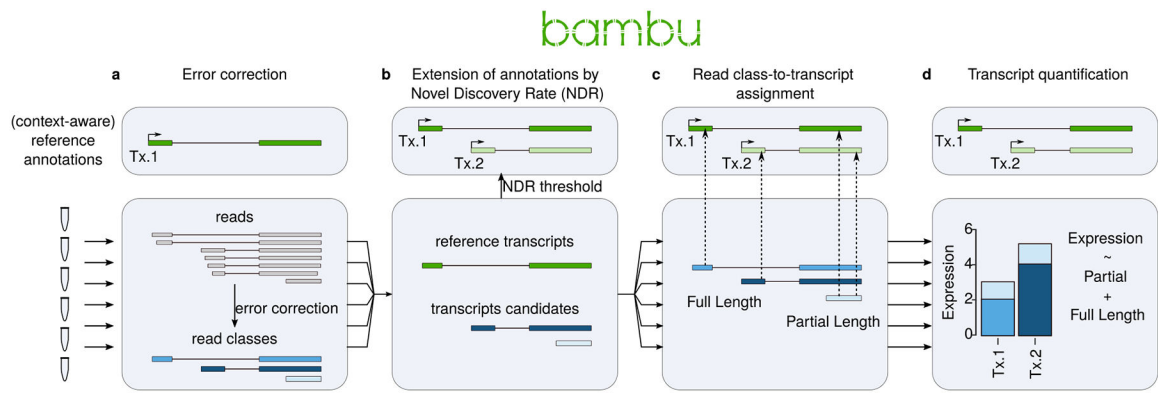 bambu
a Error correction
b Extension of annotations by
Novel Discovery Rate (NDR)
c Read class-to-transcript
assignment
d Transcript quantification
(context-aware)
reference
annotations
Tx.1
Tx.1
Tx.2
Tx.1
Tx.2
Tx.1
Tx.2
NDR threshold
reads
error correction
read classes
reference transcripts
transcripts candidates
Full Length
Partial Length
Expression
6
4
2
0
Tx.1
Tx.2
Expression
~
Partial
+
Full Length